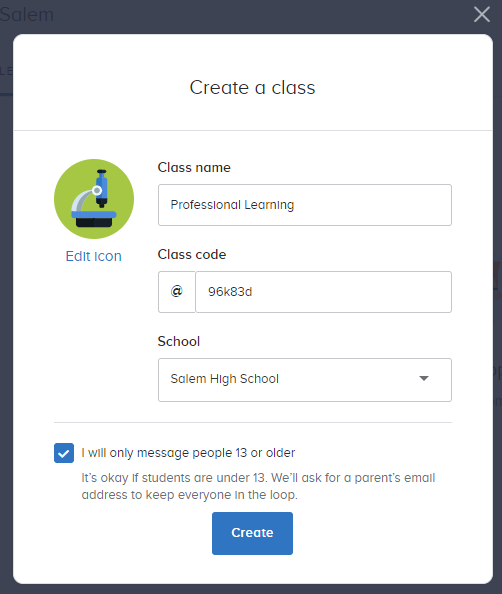 Salem
LE
Create a class
Class name
Professional Learning
Edit icon
Class code
@ 96k83d
School
Salem High School
I will only message people 13 or older
It's okay if students are under 13. We'll ask for a parent's email
address to keep everyone in the loop.
Create